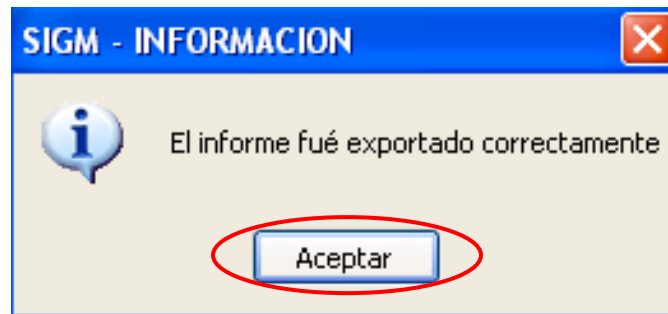 SIGM - INFORMACION
El informe fué exportado correctamente
Aceptar